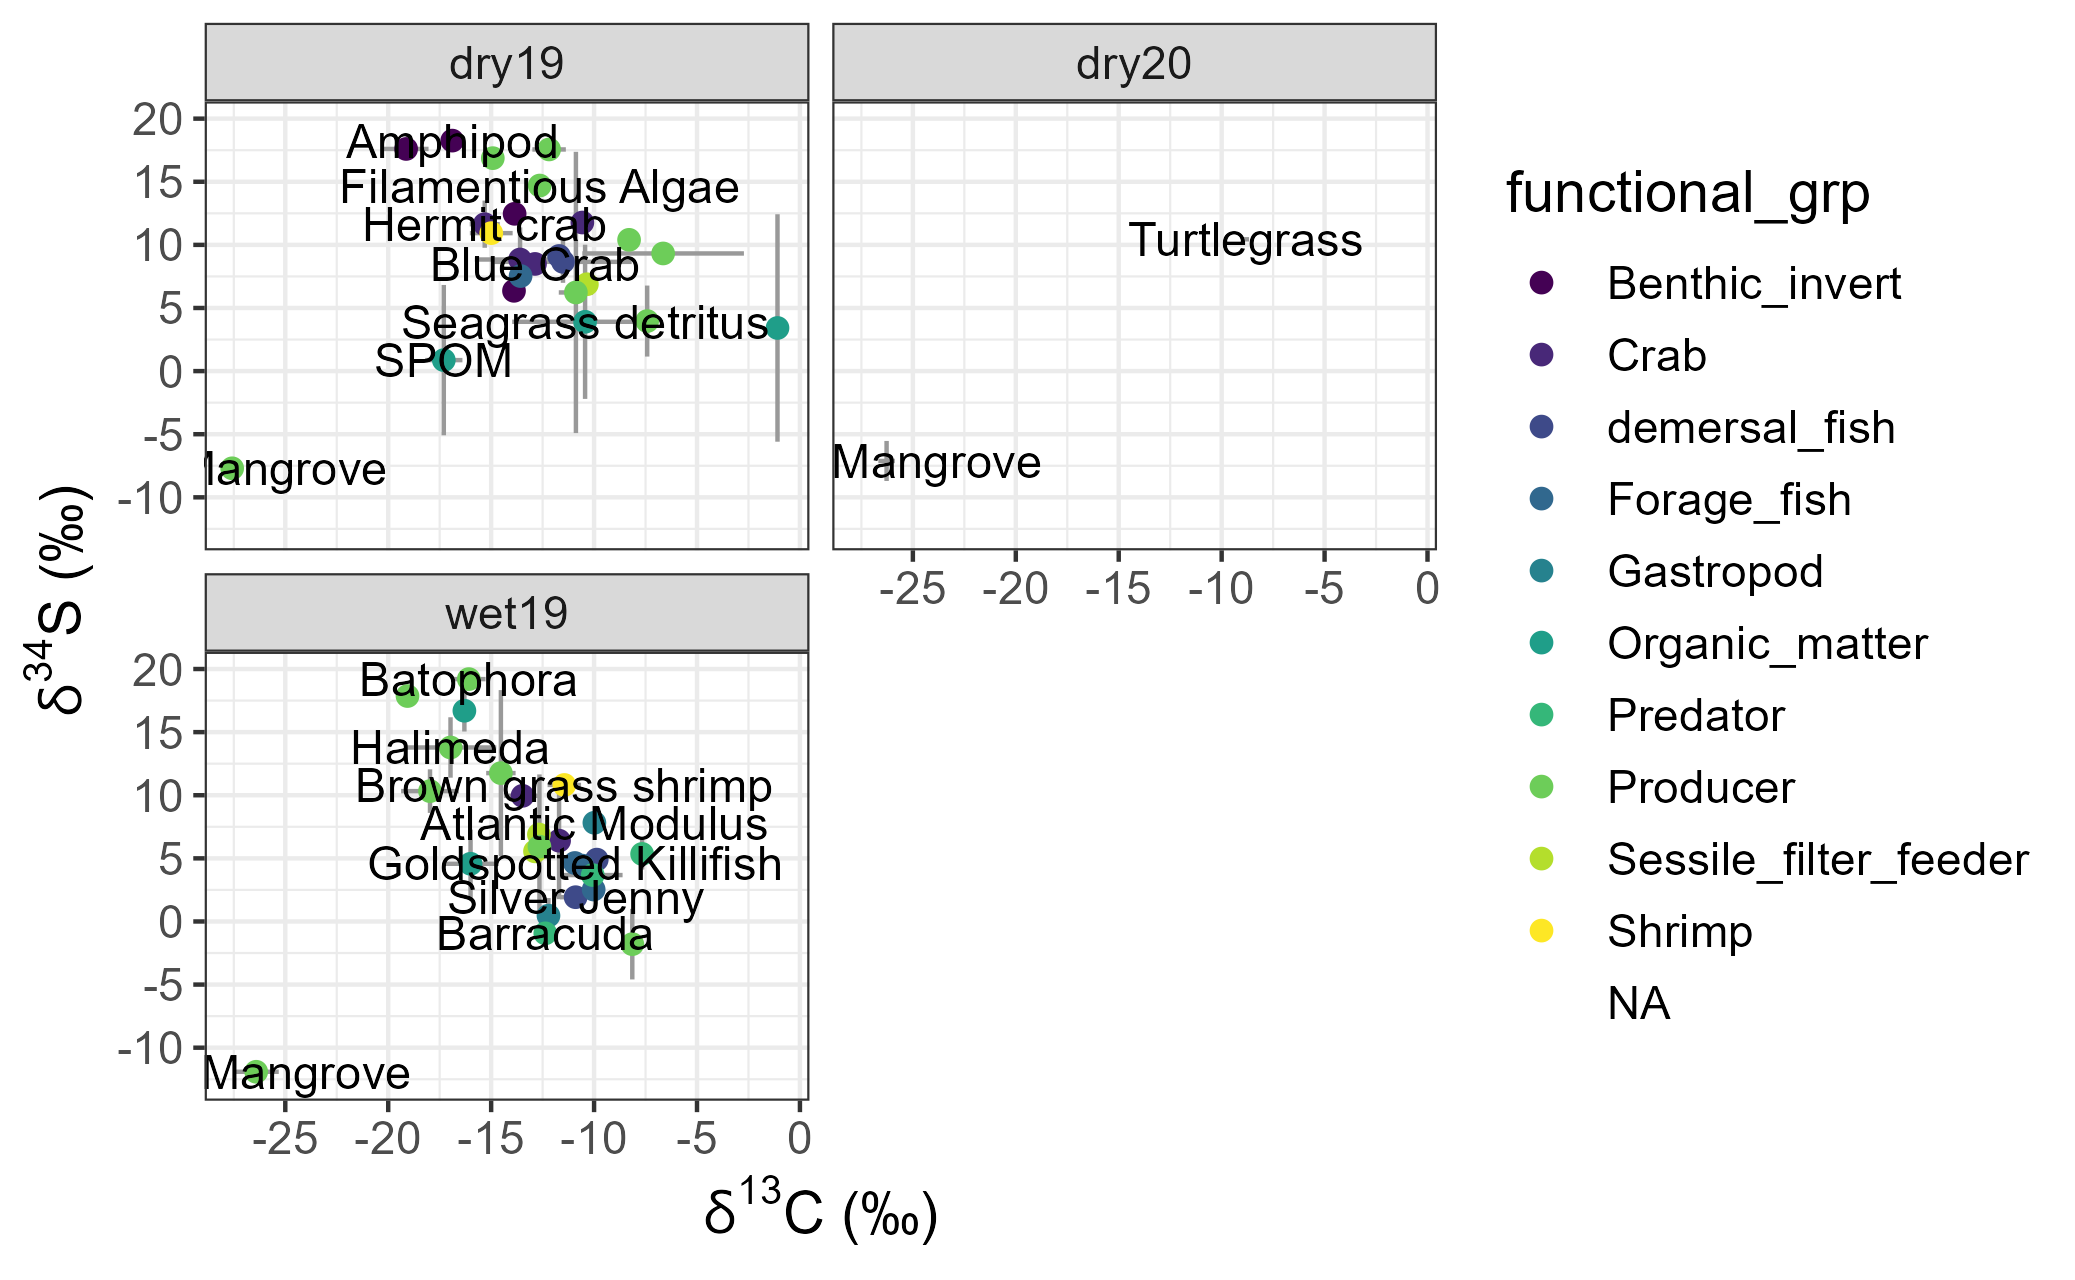 dry19
dry20
20
15
10
5
0
-5
-10
Amphipod
Filamentious Algae
Hermit crab
Blue Crab
Seagrass detritus
SPOM
Mangrove
Turtlegrass
Mangrove
-25 -20 -15 -10 -5 0
wet19
20
15
10
5
0
-5
-10
Batophora
Halimeda
Brown grass shrimp
Atlantic Modulus
Goldspotted Killifish
Silver Jenny
Barracuda
Mangrove
-25 -20 -15 -10 -5 0
δ³⁴S (‰)
δ¹³C (‰)
functional_grp
Benthic_invert
Crab
demersal_fish
Forage_fish
Gastropod
Organic_matter
Predator
Producer
Sessile_filter_feeder
Shrimp
NA